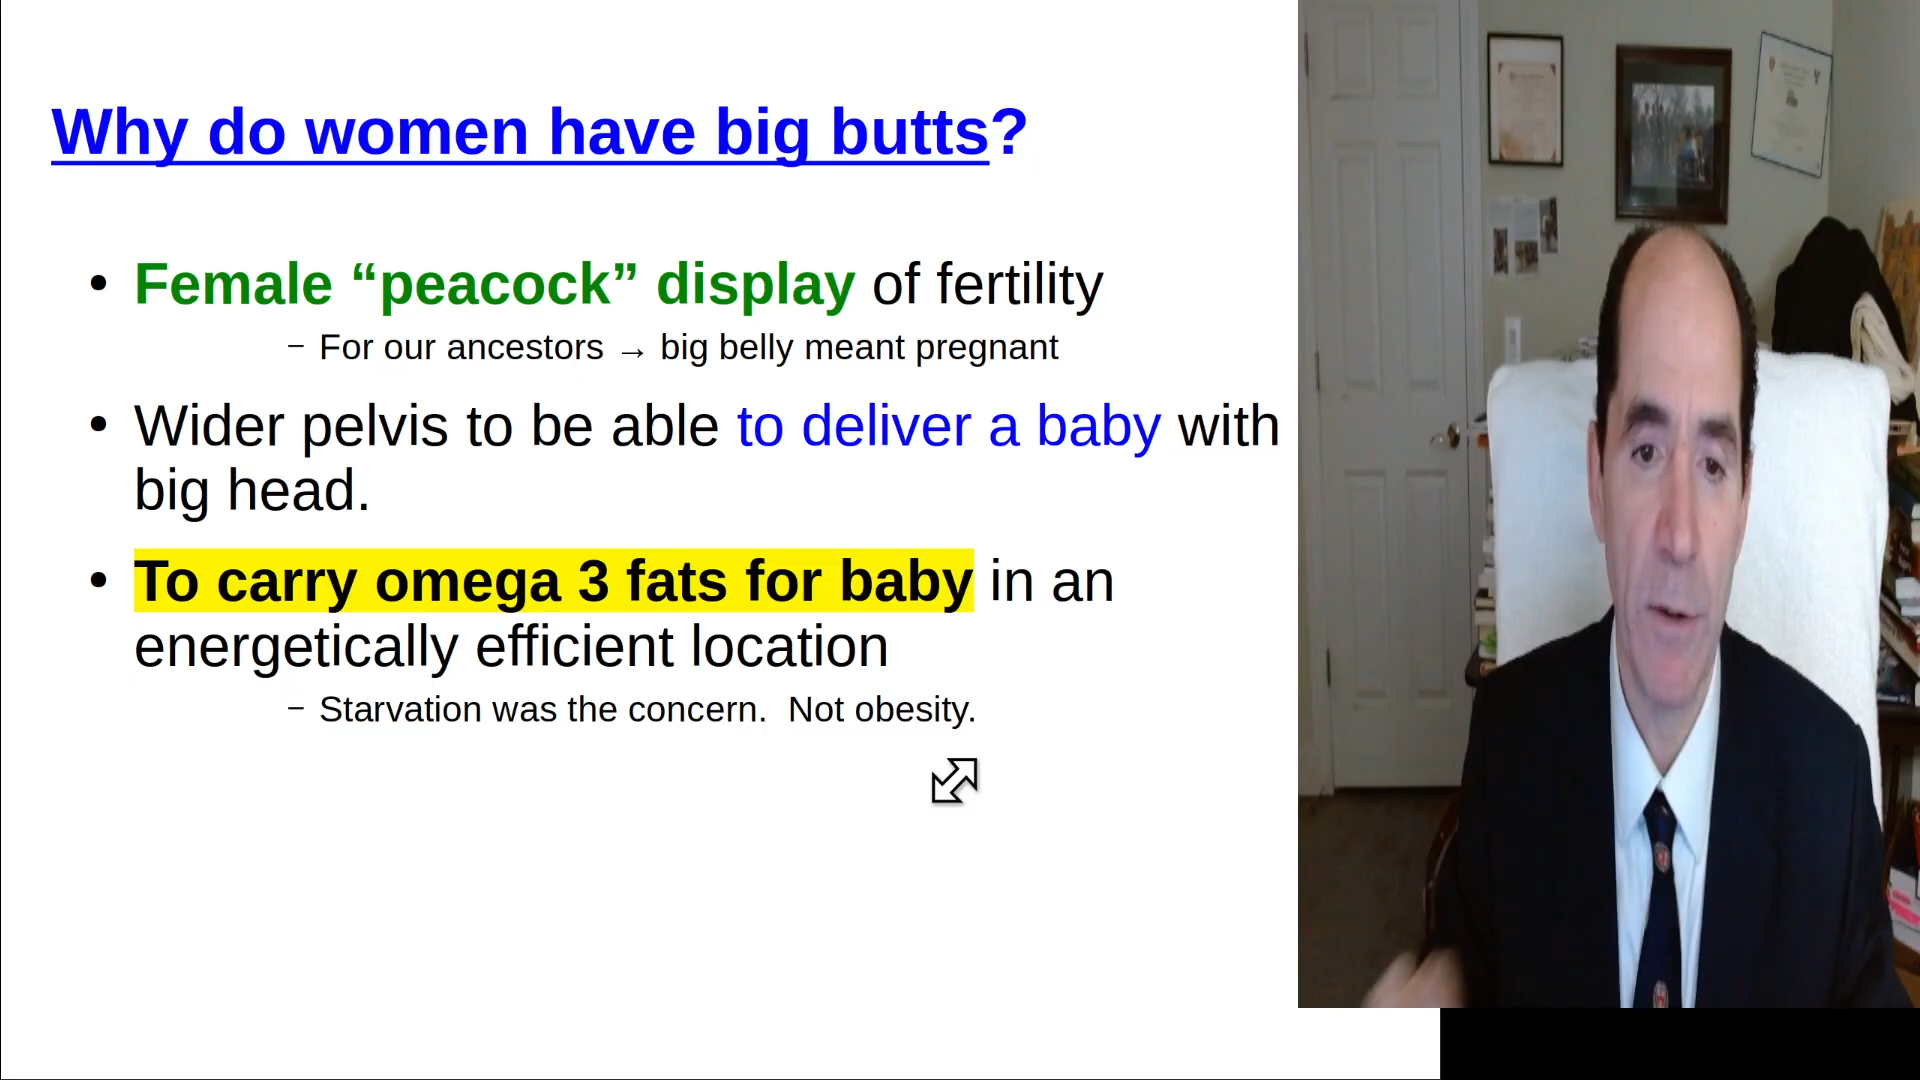 Why do women have big butts?
• Female “peacock” display of fertility
– For our ancestors → big belly meant pregnant
• Wider pelvis to be able to deliver a baby with
big head.
• To carry omega 3 fats for baby in an
energetically efficient location
– Starvation was the concern.  Not obesity.